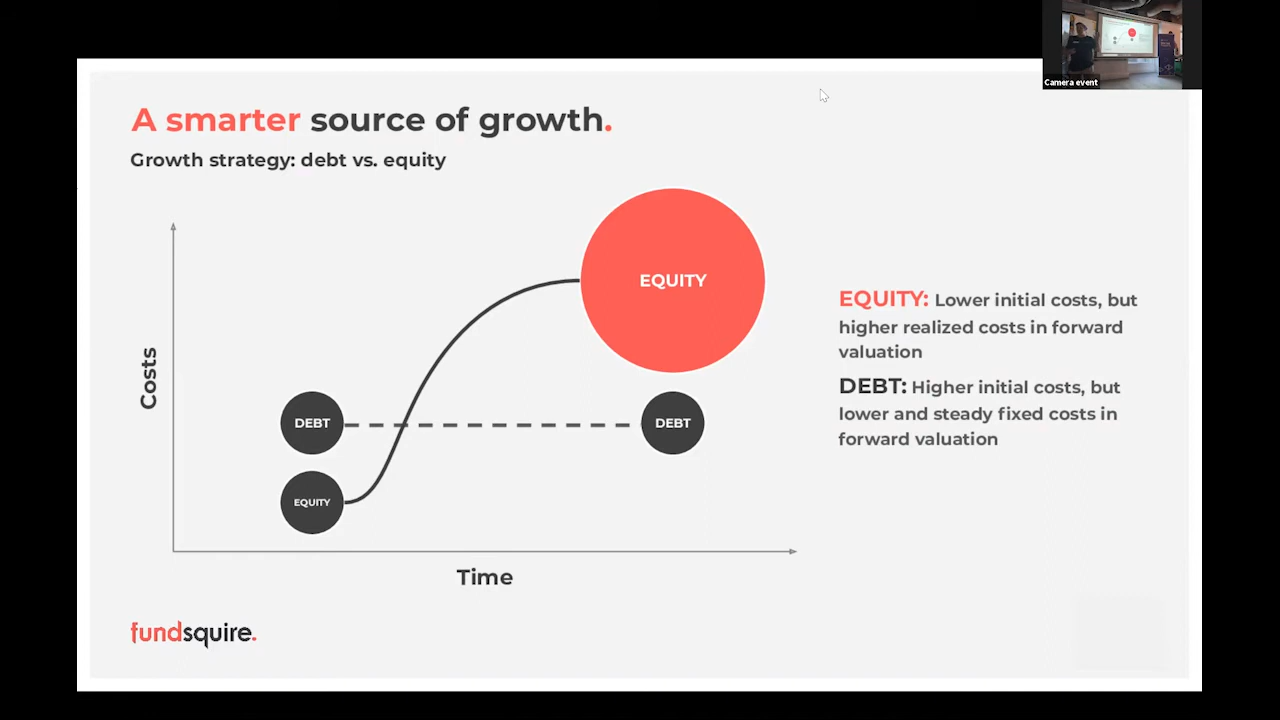 Camera event
A smarter source of growth.
Growth strategy: debt vs. equity
Costs
EQUITY
DEBT
DEBT
EQUITY
Time
EQUITY: Lower initial costs, but
higher realized costs in forward
valuation
DEBT: Higher initial costs, but
lower and steady fixed costs in
forward valuation
fundsquire.